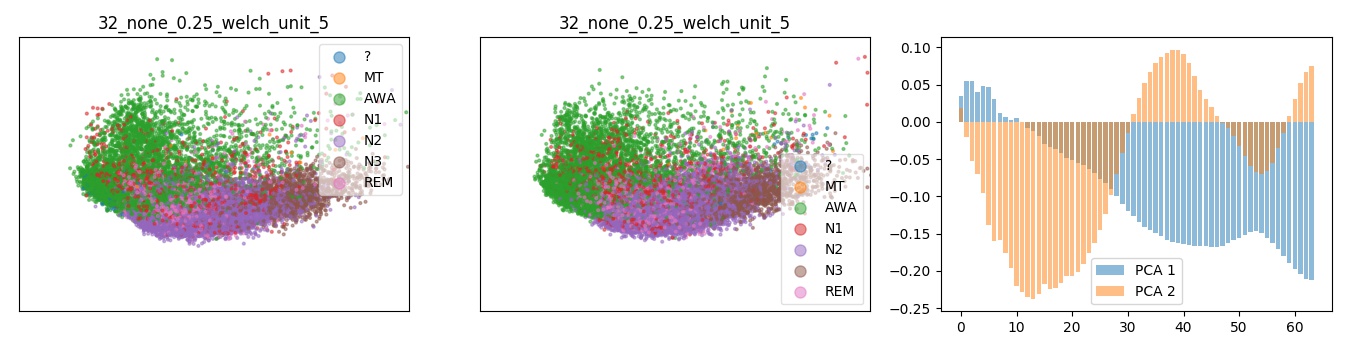 32_none_0.25_welch_unit_5
?
MT
AWA
N1
N2
N3
REM
32_none_0.25_welch_unit_5
?
MT
AWA
N1
N2
N3
REM
0.10
0.05
0.00
−0.05
−0.10
−0.15
−0.20
−0.25
PCA 1
PCA 2
0 10 20 30 40 50 60